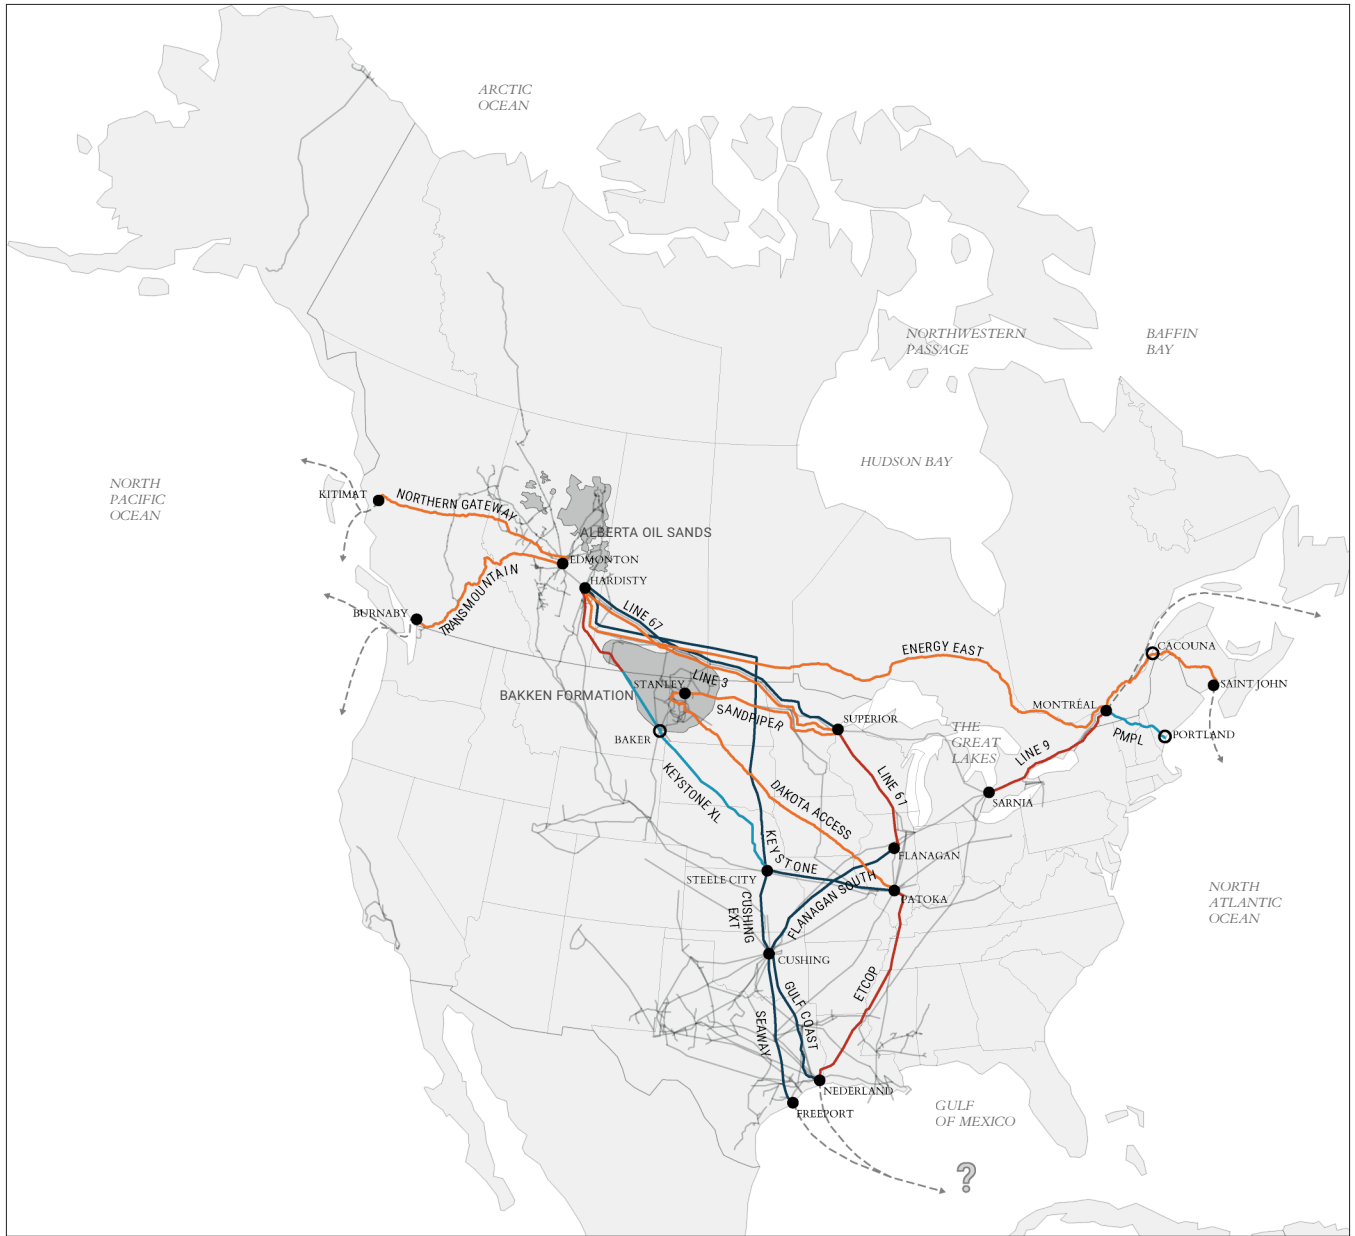 ARCTIC
OCEAN
NORTHWESTERN
PASSAGE
BAFFIN
BAY
HUDSON BAY
NORTH
PACIFIC
OCEAN
KITIMAT
NORTHERN GATEWAY
ALBERTA OIL SANDS
EDMONTON
HARDISTY
TRANSMOUNTAIN
BURNABY
LINE 67
ENERGY EAST
CACOUNA
BAKKEN FORMATION
STANLEY
LINE 3
SAINT JOHN
SANDPIPER
SUPERIOR
MONTRÉAL
THE
GREAT
LAKES
PMPL
PORTLAND
BAKER
LINE 9
KEYSTONE XL
LINE 61
SARNIA
DAKOTA ACCESS
KEYSTONE
FLANAGAN
STEELE CITY
FLANAGAN SOUTH
PATOKA
CUSHING
EXT
NORTH
ATLANTIC
OCEAN
CUSHING
ETCOP
GULF COAST
SEAWAY
NEDERLAND
FREEPORT
GULF
OF MEXICO
?